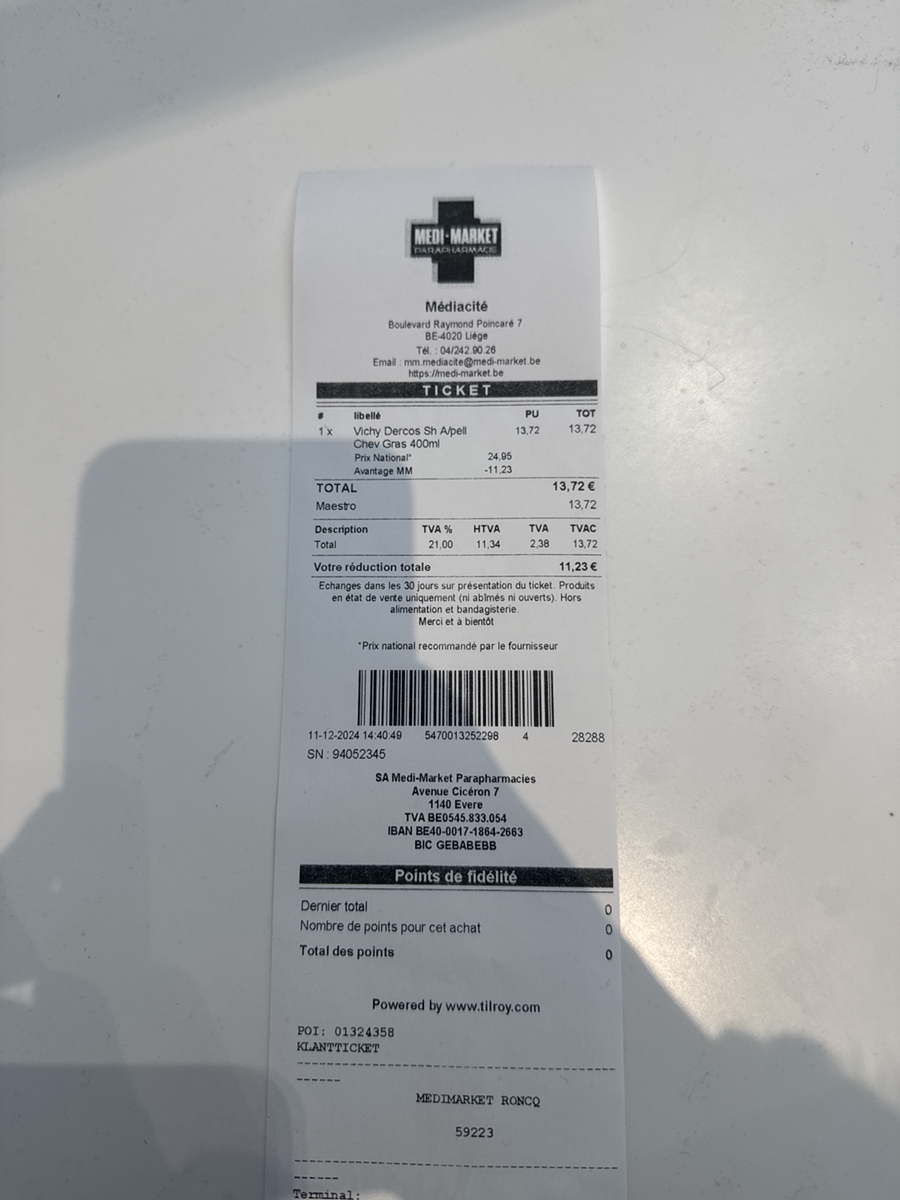 MEDI-MARKET
PARAPHARMACIE
Médiacité
Boulevard Raymond Poincaré 7
BE-4020 Liège
Tél. : 04/242.90.26
Email : mm.mediacite@medi-market.be
https://medi-market.be
TICKET
# libellé PU TOT
1 x Vichy Dercos Sh A/pell 13,72 13,72
Chev Gras 400ml
Prix National* 24,95
Avantage MM -11,23
TOTAL 13,72 €
Maestro 13,72
Description TVA % HTVA TVA TVAC
Total 21,00 11,34 2,38 13,72
Votre réduction totale 11,23 €
Echanges dans les 30 jours sur présentation du ticket. Produits
en état de vente uniquement (ni abîmés ni ouverts). Hors
alimentation et bandagisterie.
Merci et à bientôt
*Prix national recommandé par le fournisseur
11-12-2024 14:40:49 5470013252298 4 28288
SN : 94052345
SA Medi-Market Parapharmacies
Avenue Cicéron 7
1140 Evere
TVA BE0545.833.054
IBAN BE40-0017-1864-2663
BIC GEBABEBB
Points de fidélité
Dernier total 0
Nombre de points pour cet achat 0
Total des points 0
Powered by www.tilroy.com
POI: 01324358
KLANTTICKET
--------------------------------------------
------
MEDIMARKET RONCQ
59223
--------------------------------------------
------
Terminal: